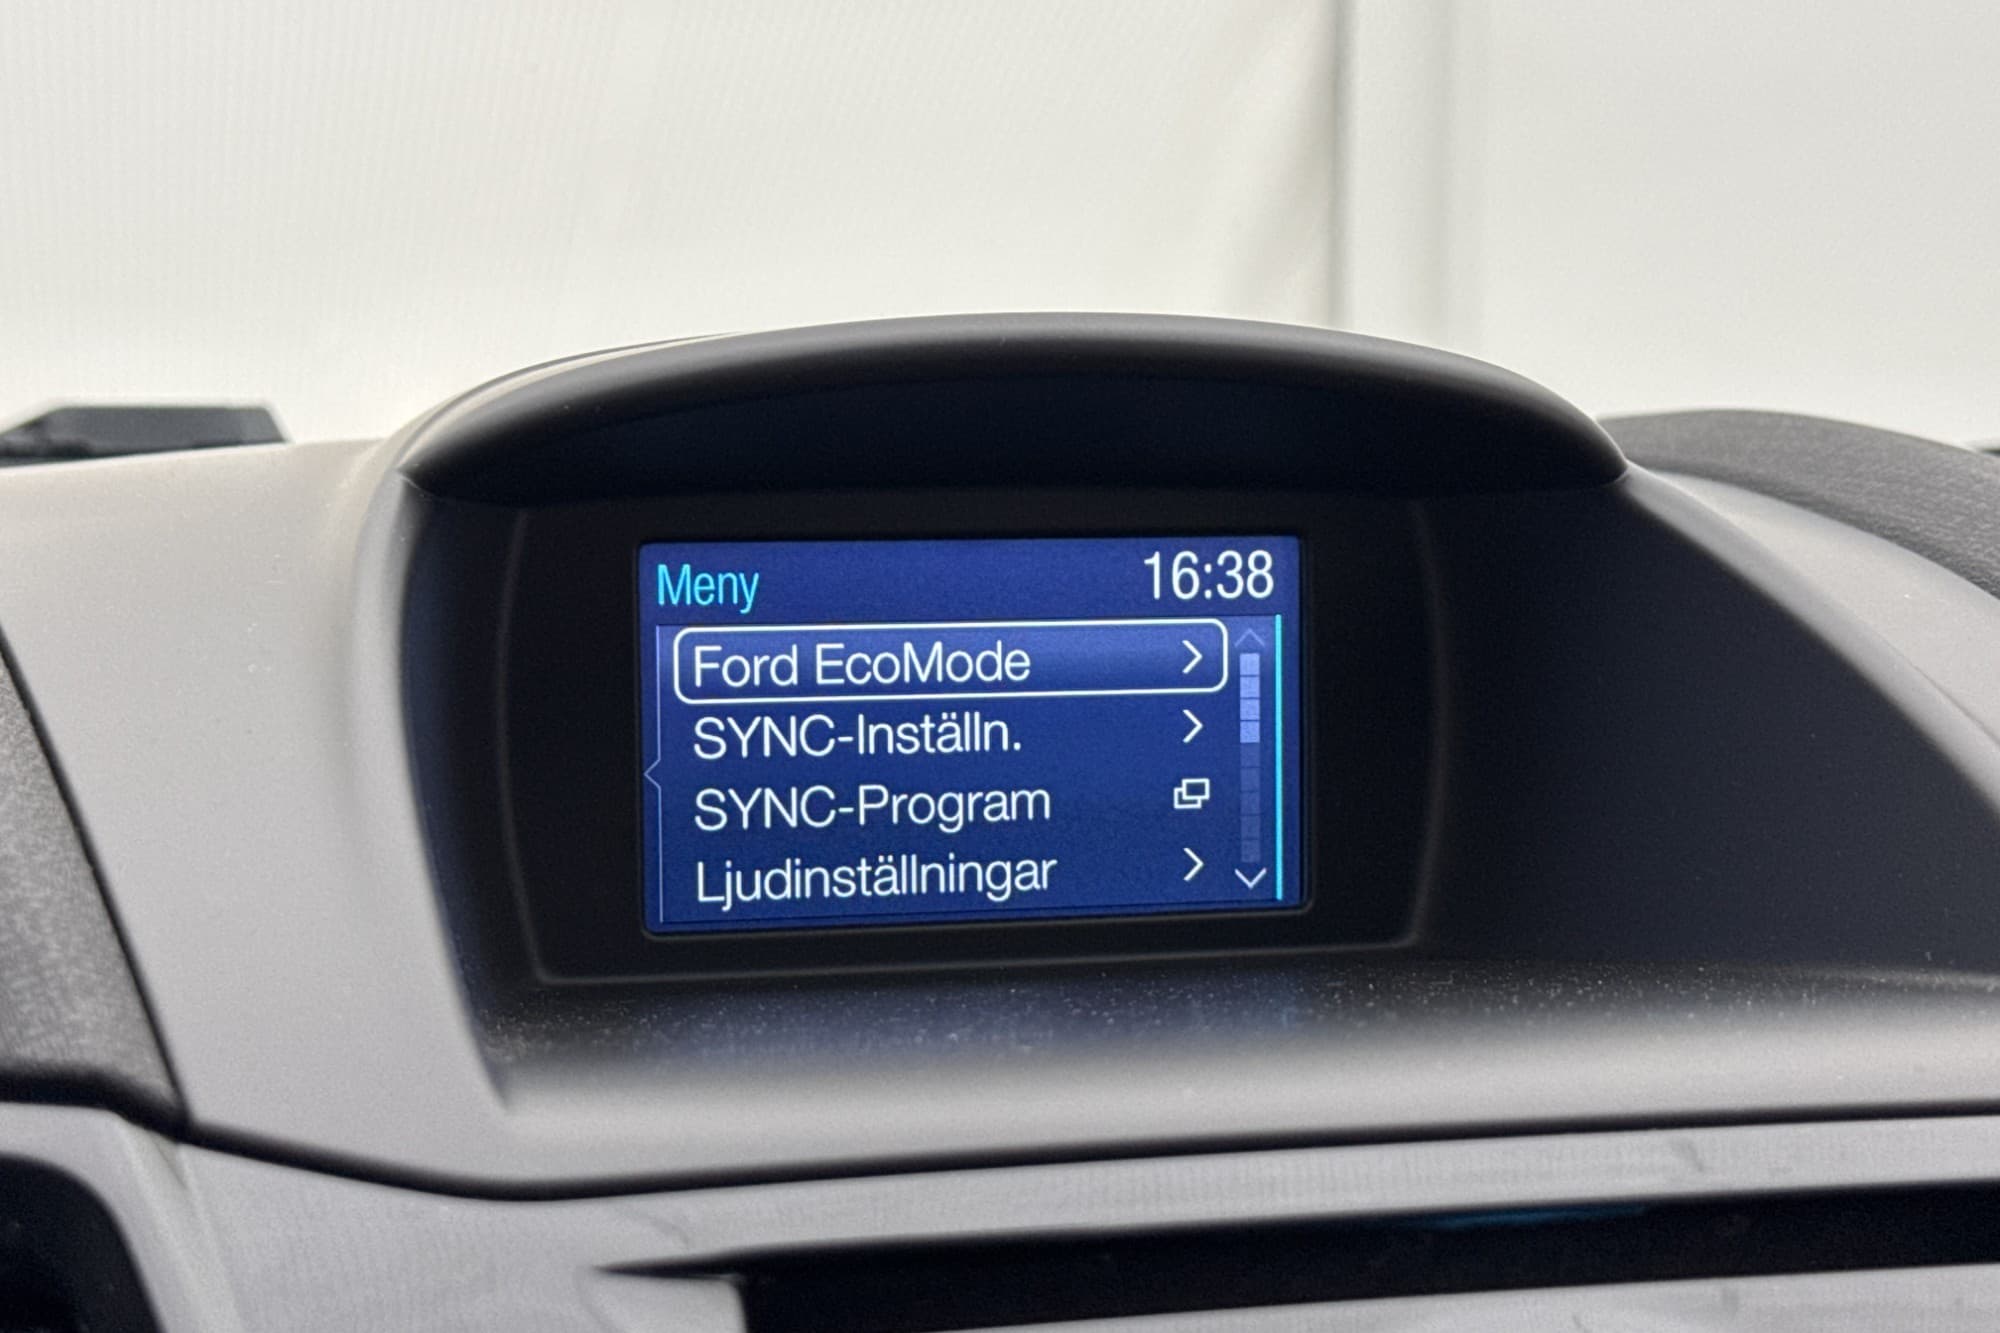 Meny 16:38
Ford EcoMode
SYNC-Inställn.
SYNC-Program
Ljudinställningar